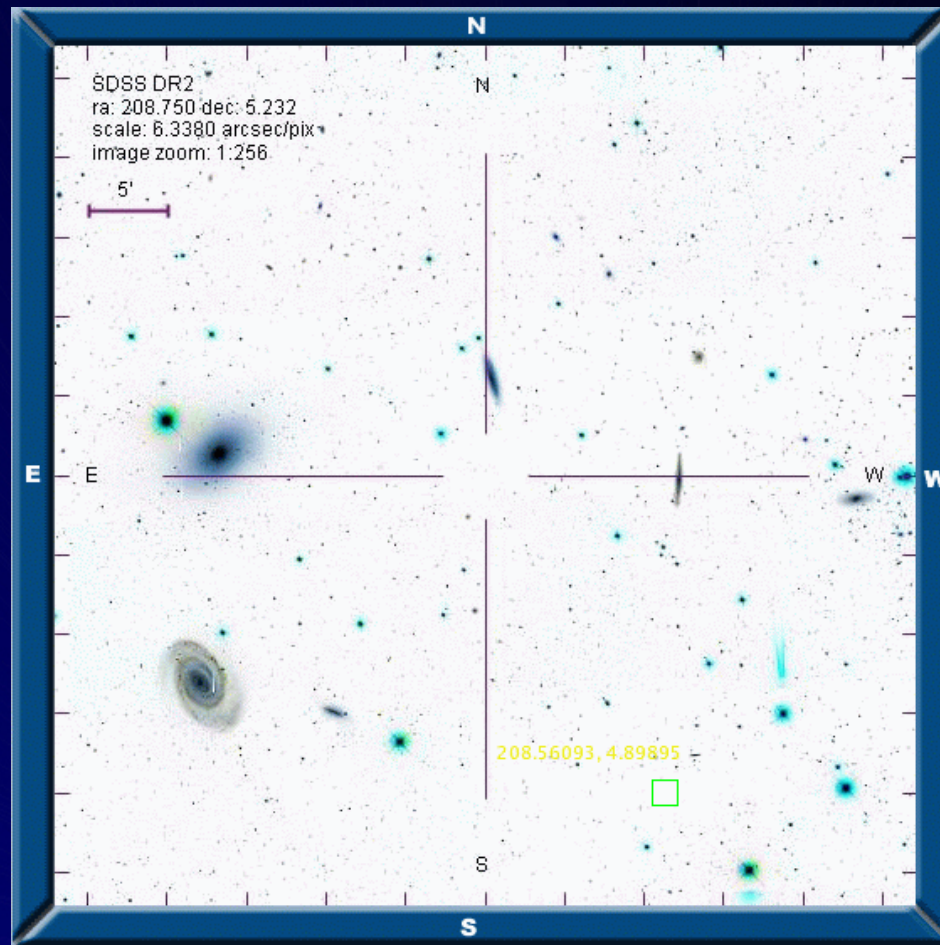 N
SDSS DR2
ra: 208.750 dec: 5.232
scale: 6.3380 arcsec/pix
image zoom: 1:256
5'
N
E
E
W
W
208.56093, 4.89895
S
S